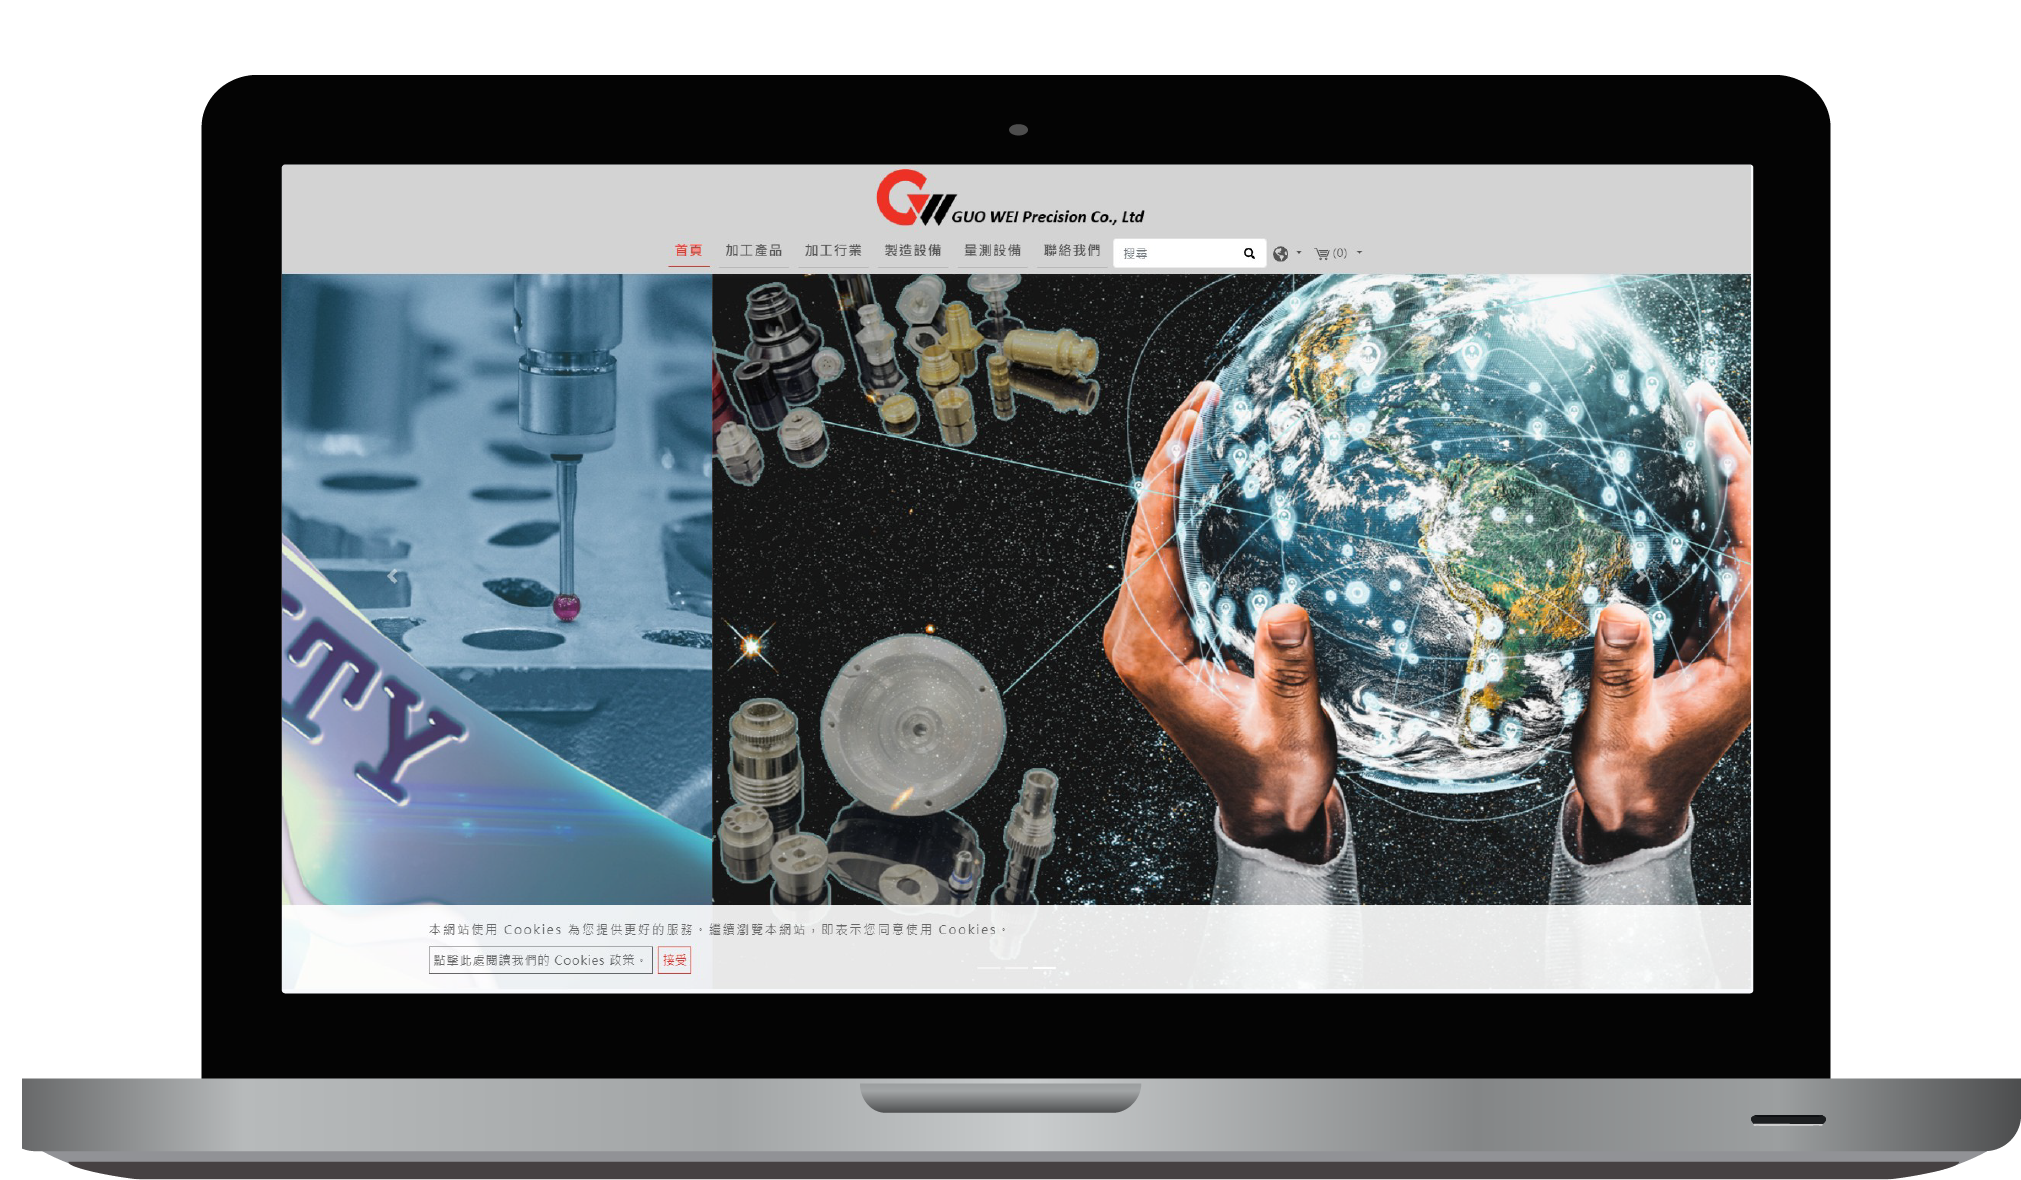 GW GUO WEI Precision Co., Ltd
首頁 加工產品 加工行業 製造設備 量測設備 聯絡我們 搜尋 (0)
ITY
本網站使用 Cookies 為您提供更好的服務。繼續瀏覽本網站，即表示您同意使用 Cookies。
點擊此處閱讀我們的 Cookies 政策。 接受